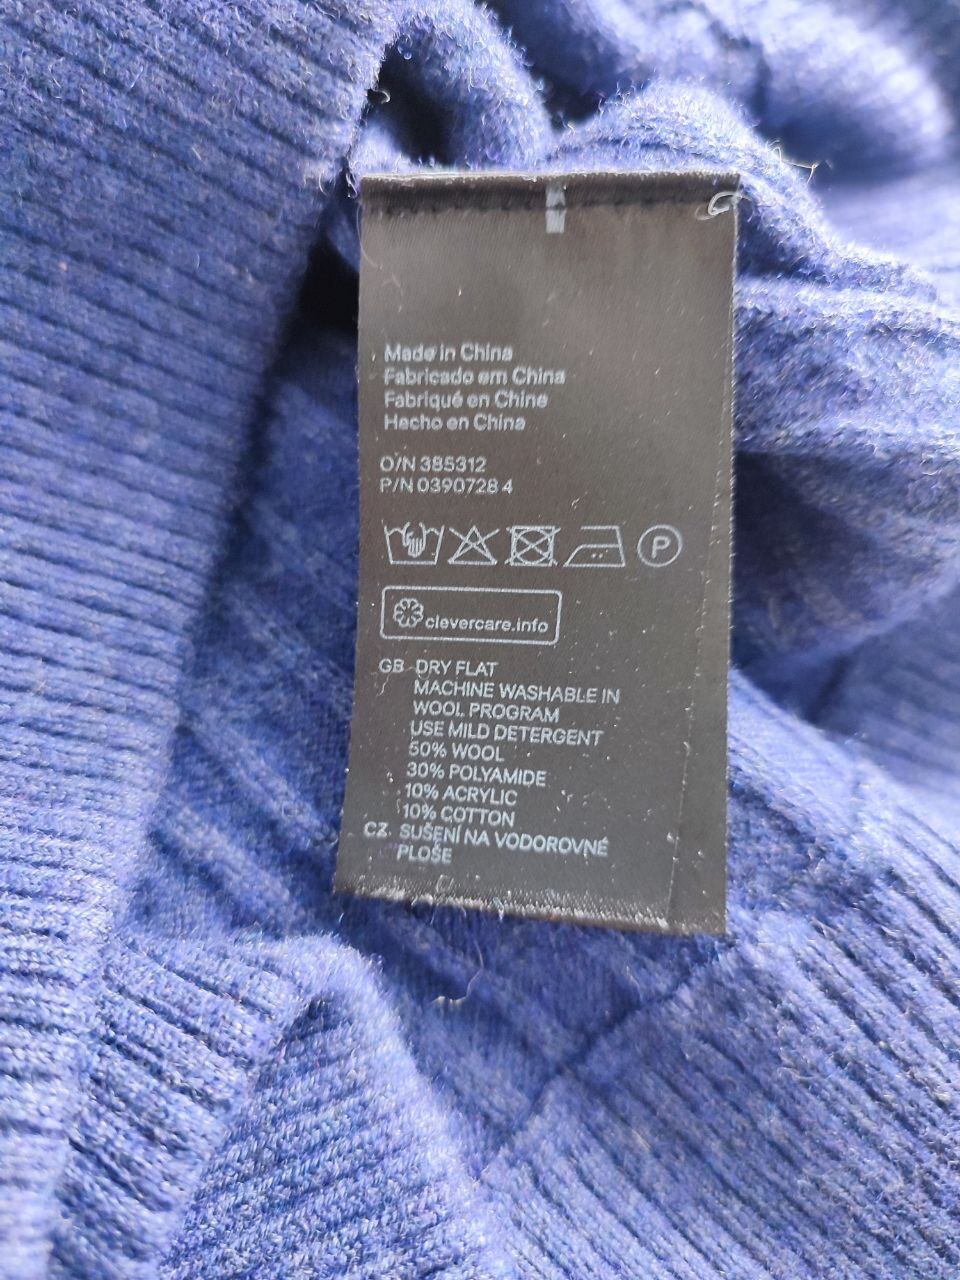 Made in China
Fabricado em China
Fabriqué en Chine
Hecho en China
O/N 385312
P/N 0390728 4
P
clevercare.info
GB DRY FLAT
MACHINE WASHABLE IN
WOOL PROGRAM
USE MILD DETERGENT
50% WOOL
30% POLYAMIDE
10% ACRYLIC
10% COTTON
CZ. SUŠENÍ NA VODOROVNÉ
PLOŠE